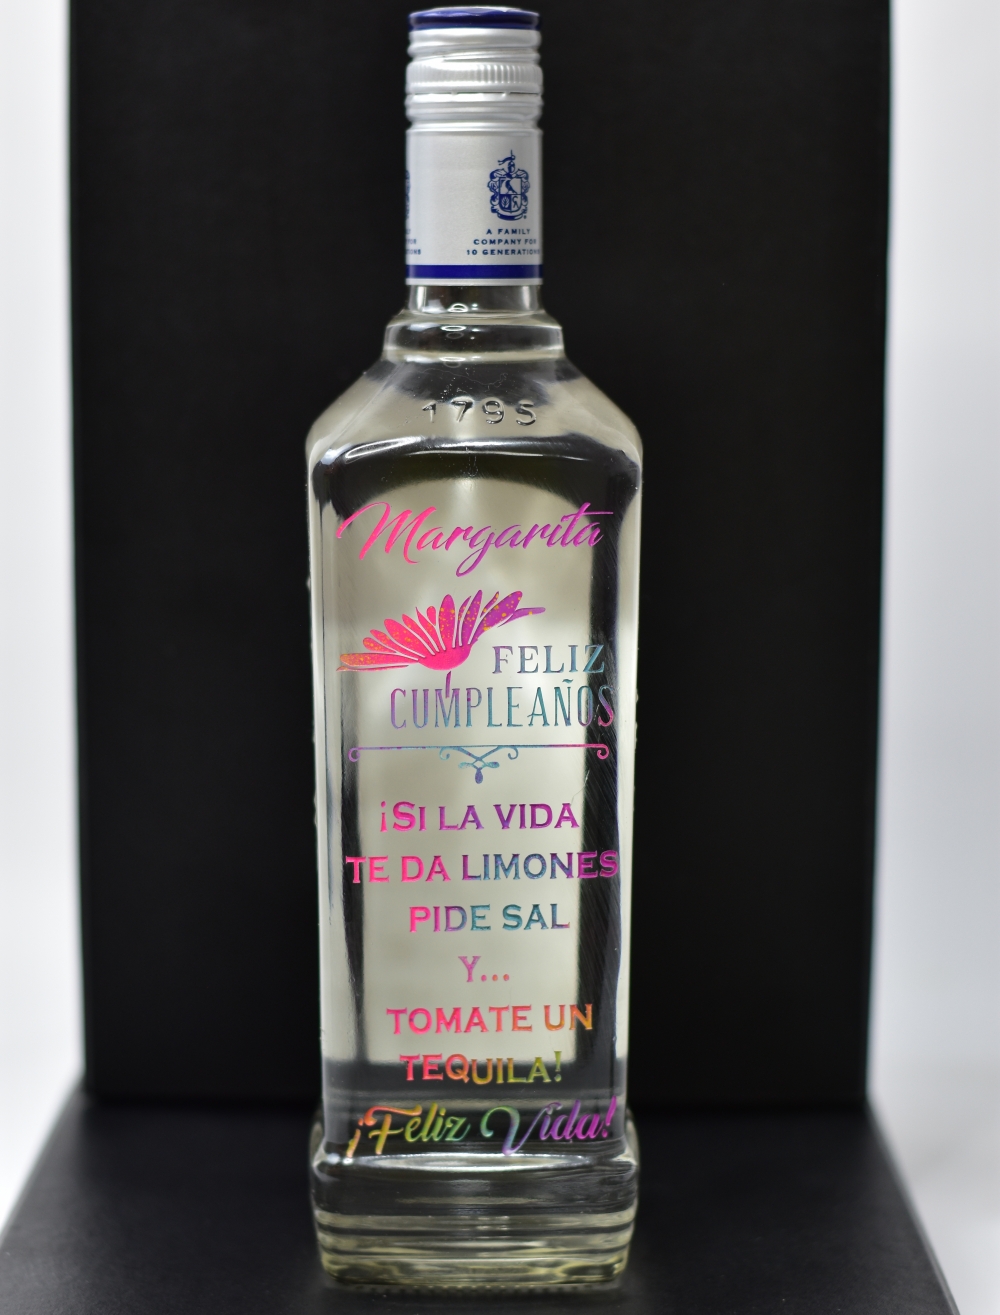 A FAMILY
COMPANY FOR
10 GENERATIONS
1795
Margarita
FELIZ
CUMPLEAÑOS
¡SI LA VIDA
TE DA LIMONES
PIDE SAL
Y...
TOMATE UN
TEQUILA!
¡Feliz Vida!